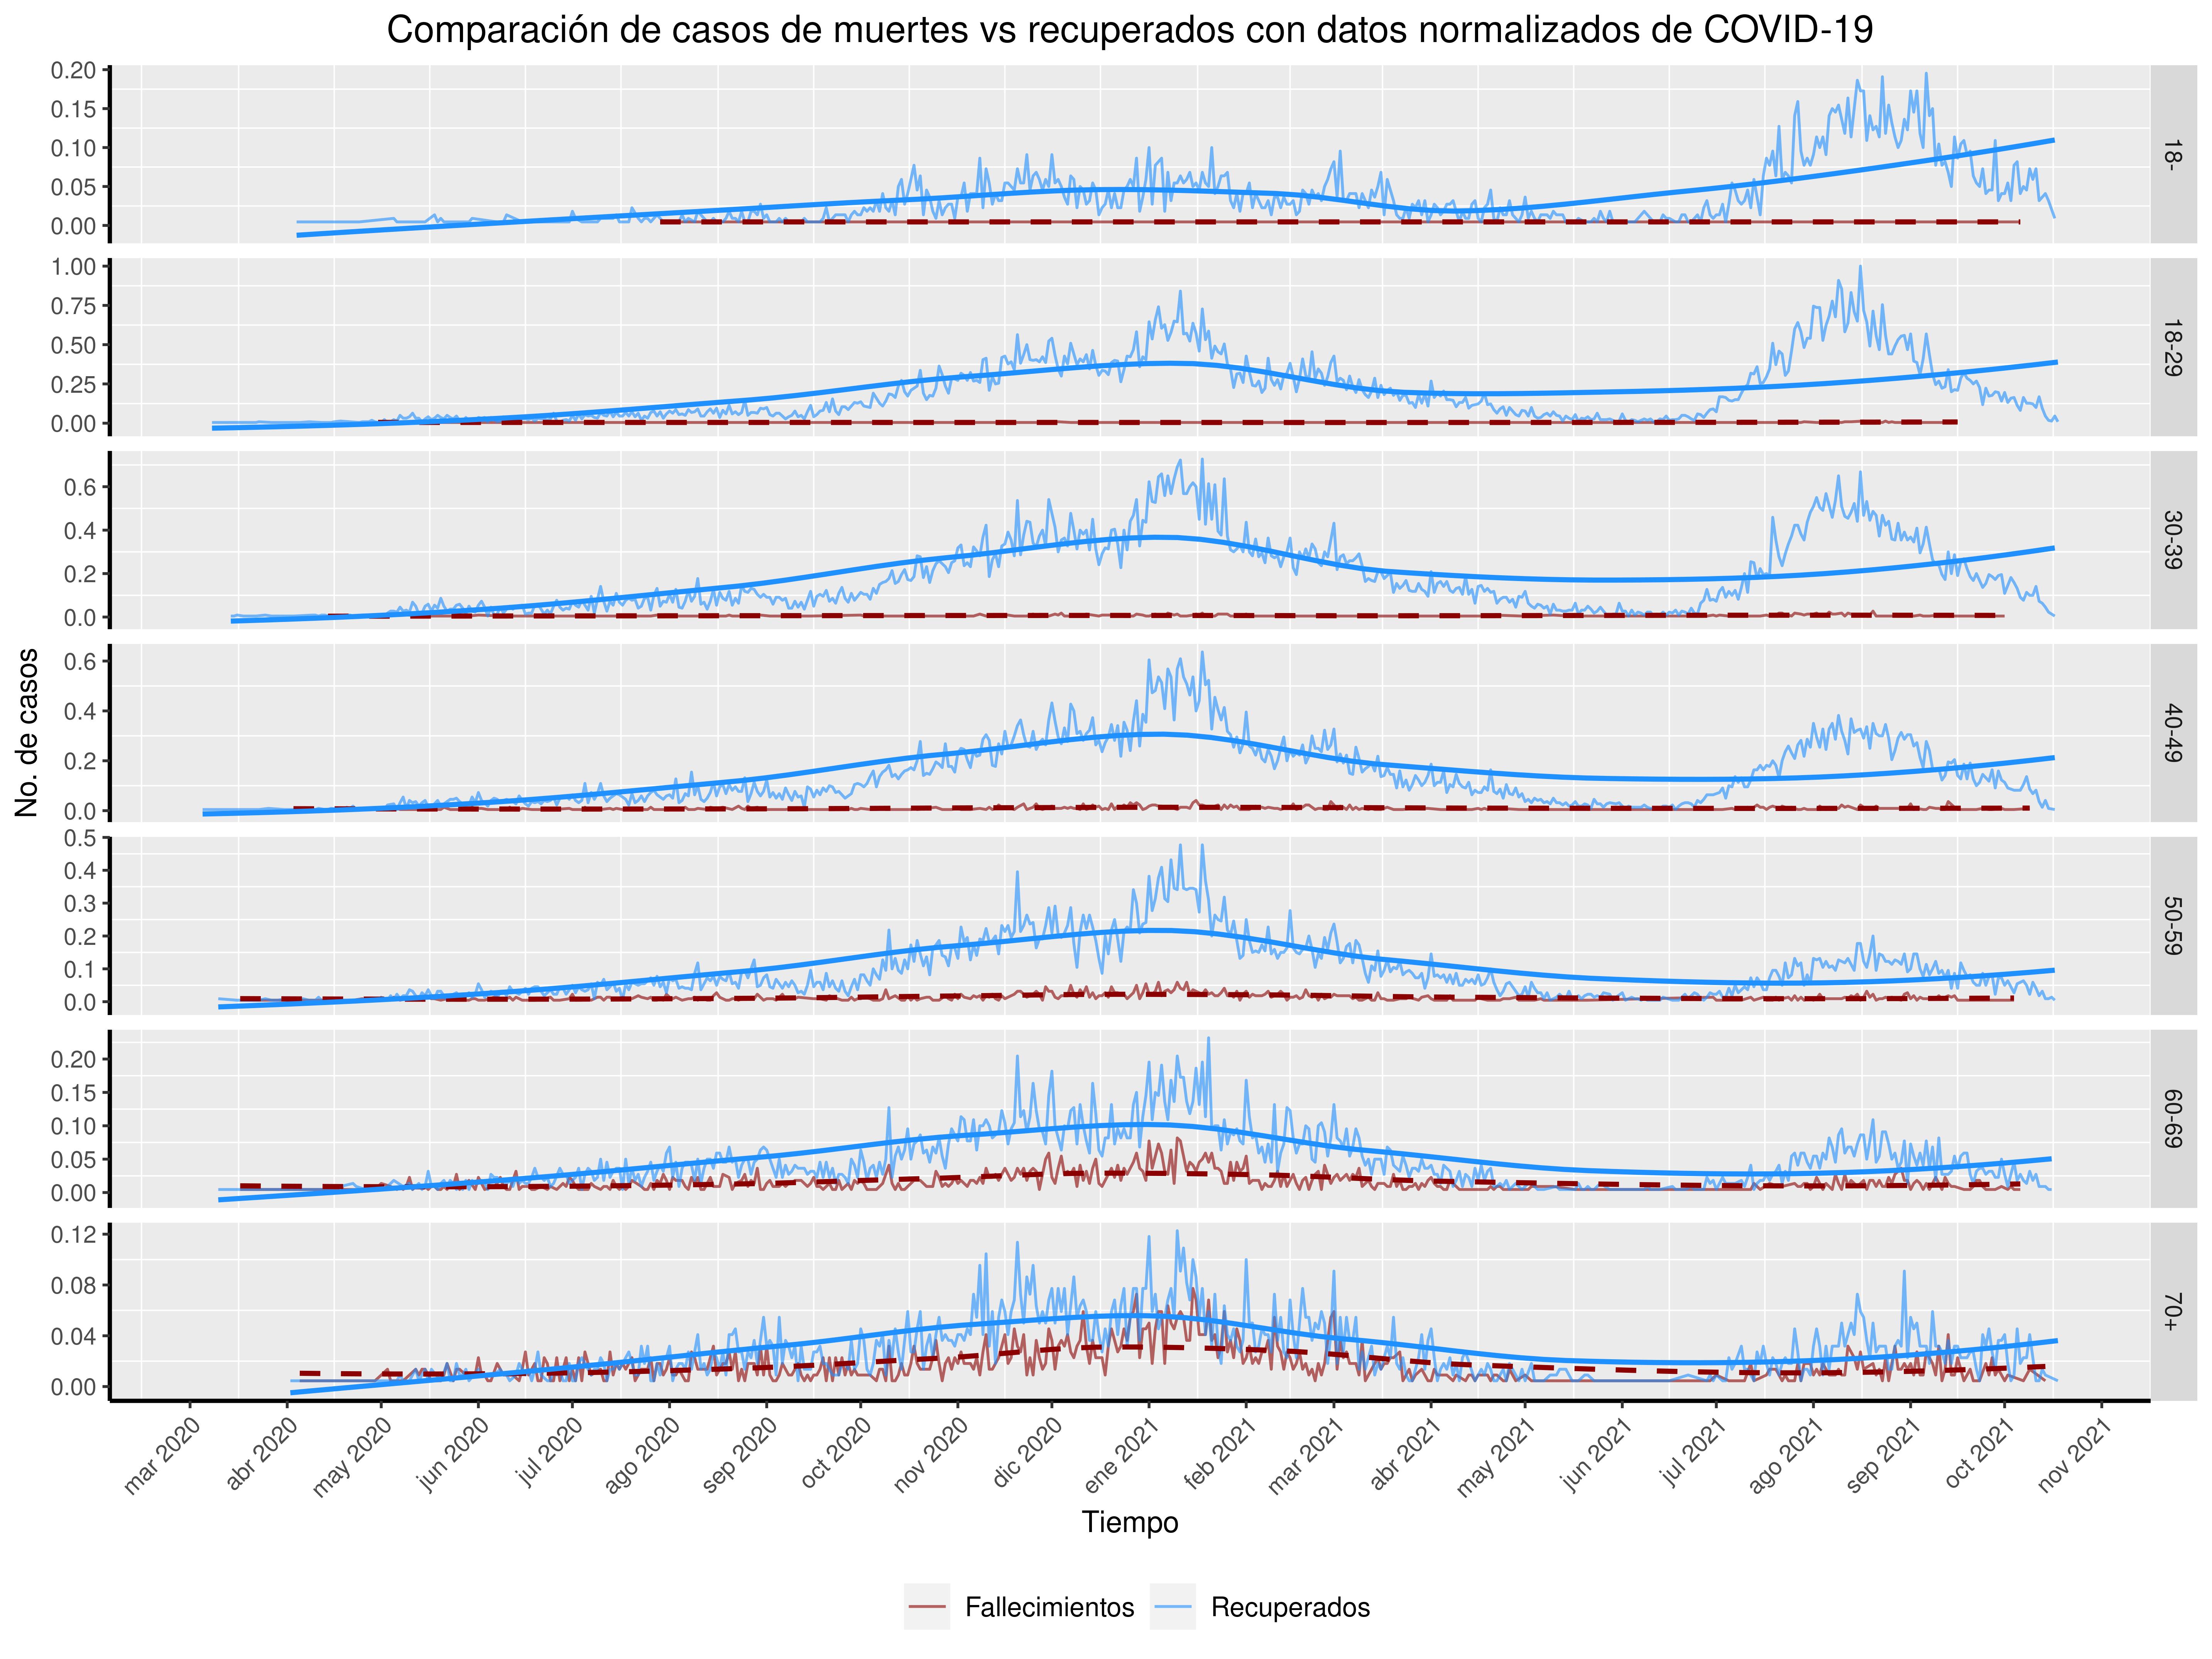 Comparación de casos de muertes vs recuperados con datos normalizados de COVID-19
No. de casos
0.20
0.15
0.10
0.05
0.00
18-
1.00
0.75
0.50
0.25
0.00
18-29
0.6
0.4
0.2
0.0
30-39
0.6
0.4
0.2
0.0
40-49
0.5
0.4
0.3
0.2
0.1
0.0
50-59
0.20
0.15
0.10
0.05
0.00
60-69
0.12
0.08
0.04
0.00
70+
mar 2020
abr 2020
may 2020
jun 2020
jul 2020
ago 2020
sep 2020
oct 2020
nov 2020
dic 2020
ene 2021
feb 2021
mar 2021
abr 2021
may 2021
jun 2021
jul 2021
ago 2021
sep 2021
oct 2021
nov 2021
Tiempo
Fallecimientos
Recuperados